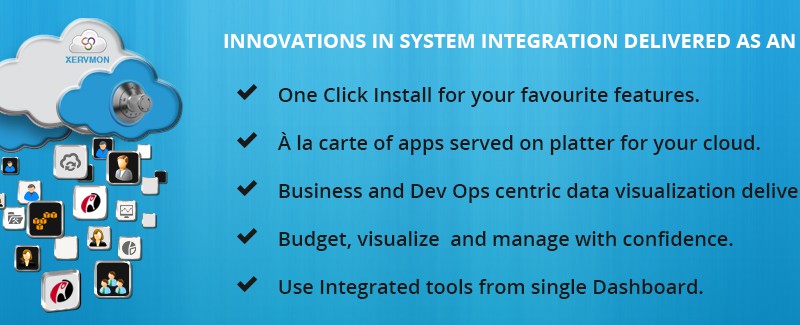 XERVMON
INNOVATIONS IN SYSTEM INTEGRATION DELIVERED AS AN
One Click Install for your favourite features.
À la carte of apps served on platter for your cloud.
Business and Dev Ops centric data visualization delive
Budget, visualize and manage with confidence.
Use Integrated tools from single Dashboard.